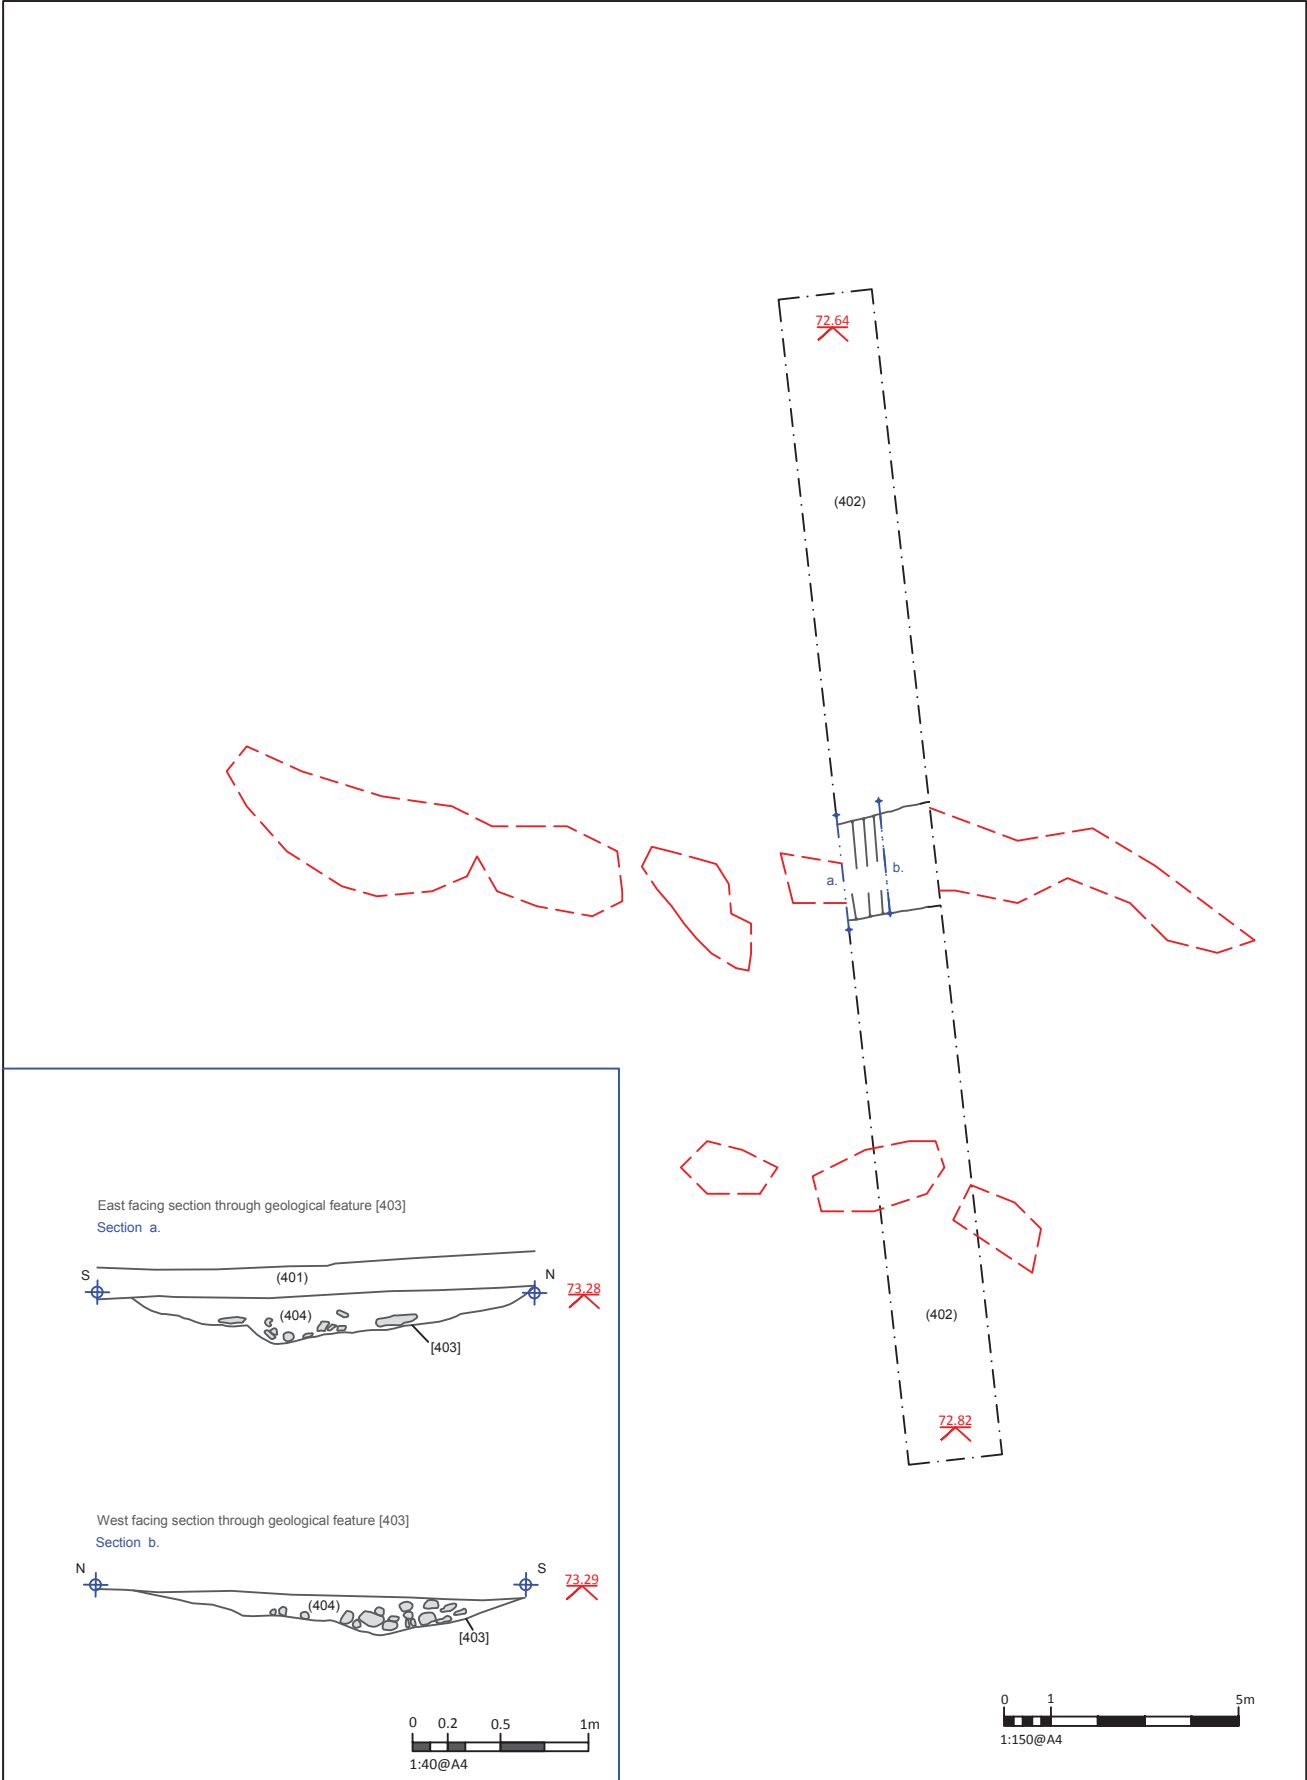 72.64
(402)
a.
b.
(402)
72.82
East facing section through geological feature [403]
Section a.
S
(401)
N
73.28
(404)
[403]
West facing section through geological feature [403]
Section b.
N
S
73.29
(404)
[403]
0 0.2 0.5 1m
1:40@A4
0 1 5m
1:150@A4